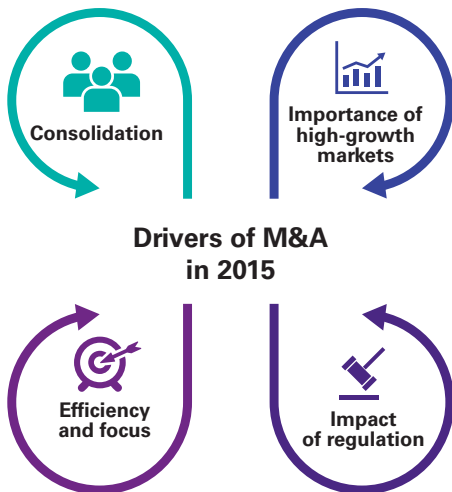 Consolidation
Importance of
high-growth
markets
Drivers of M&A
in 2015
Efficiency
and focus
Impact
of regulation